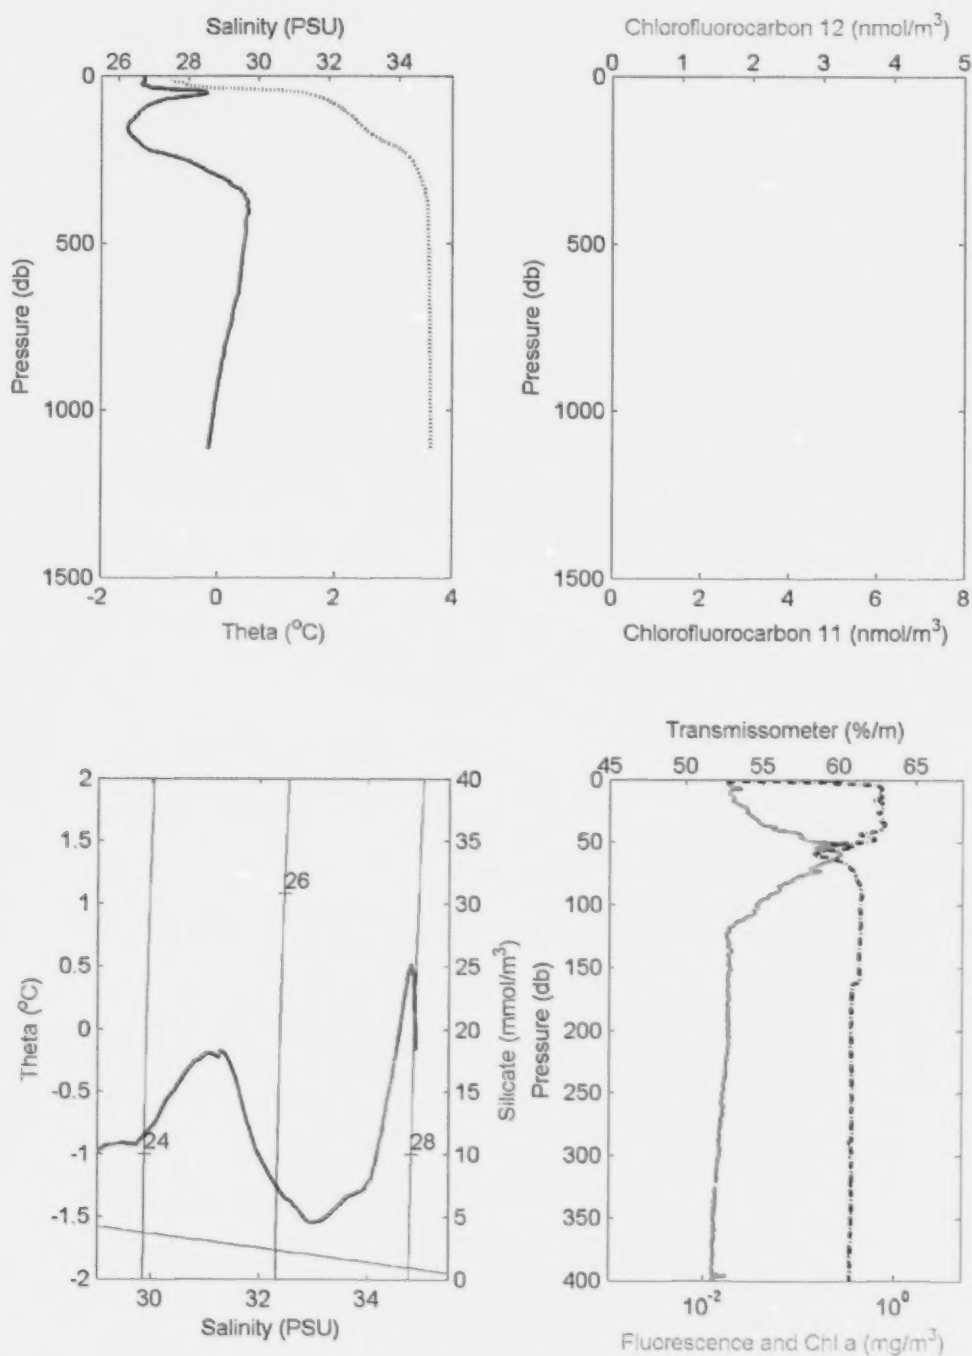 Salinity (PSU)
26 28 30 32 34
0
500
1000
1500
Pressure (db)
-2 0 2 4
Theta (°C)
Chlorofluorocarbon 12 (nmol/m³)
0 1 2 3 4 5
0
500
1000
1500
Pressure (db)
0 2 4 6 8
Chlorofluorocarbon 11 (nmol/m³)
2
1.5
1
0.5
0
-0.5
-1
-1.5
-2
Theta (°C)
24
26
28
40
35
30
25
20
15
10
5
0
Silicate (mmol/m³)
30 32 34
Salinity (PSU)
Transmissometer (%/m)
45 50 55 60 65
0
50
100
150
200
250
300
350
400
Pressure (db)
10⁻² 10⁰
Fluorescence and Chl a (mg/m³)